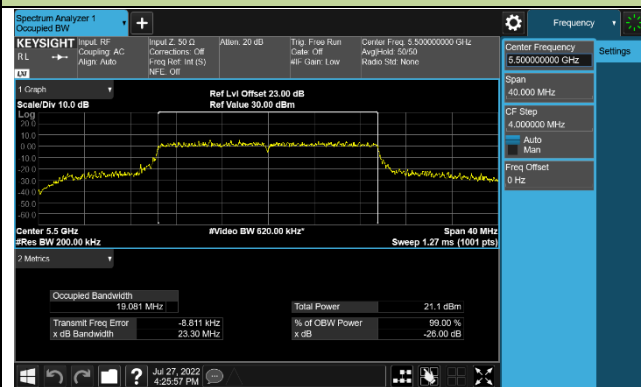 Spectrum Analyzer 1
Occupied BW
Frequency
KEYSIGHT
RL
LXI
Input: RF
Coupling: AC
Align: Auto
Input Z: 50 Ω
Corrections: Off
Freq Ref: Int (S)
NFE: Off
Atten: 20 dB
Trig: Free Run
Gate: Off
#IF Gain: Low
Center Freq: 5.500000000 GHz
Avg|Hold: 50/50
Radio Std: None
Center Frequency
5.500000000 GHz
Settings
Span
40.000 MHz
CF Step
4.000000 MHz
Auto
Man
Freq Offset
0 Hz
1 Graph
Scale/Div 10.0 dB
Ref Lvl Offset 23.00 dB
Ref Value 30.00 dBm
Log
20.0
10.0
0.00
-10.0
-20.0
-30.0
-40.0
-50.0
-60.0
Center 5.5 GHz
#Res BW 200.00 kHz
#Video BW 620.00 kHz*
Span 40 MHz
Sweep 1.27 ms (1001 pts)
2 Metrics
Occupied Bandwidth
19.081 MHz
Total Power 21.1 dBm
Transmit Freq Error -8.811 kHz
% of OBW Power 99.00 %
x dB Bandwidth 23.30 MHz
x dB -26.00 dB
Jul 27, 2022
4:25:57 PM